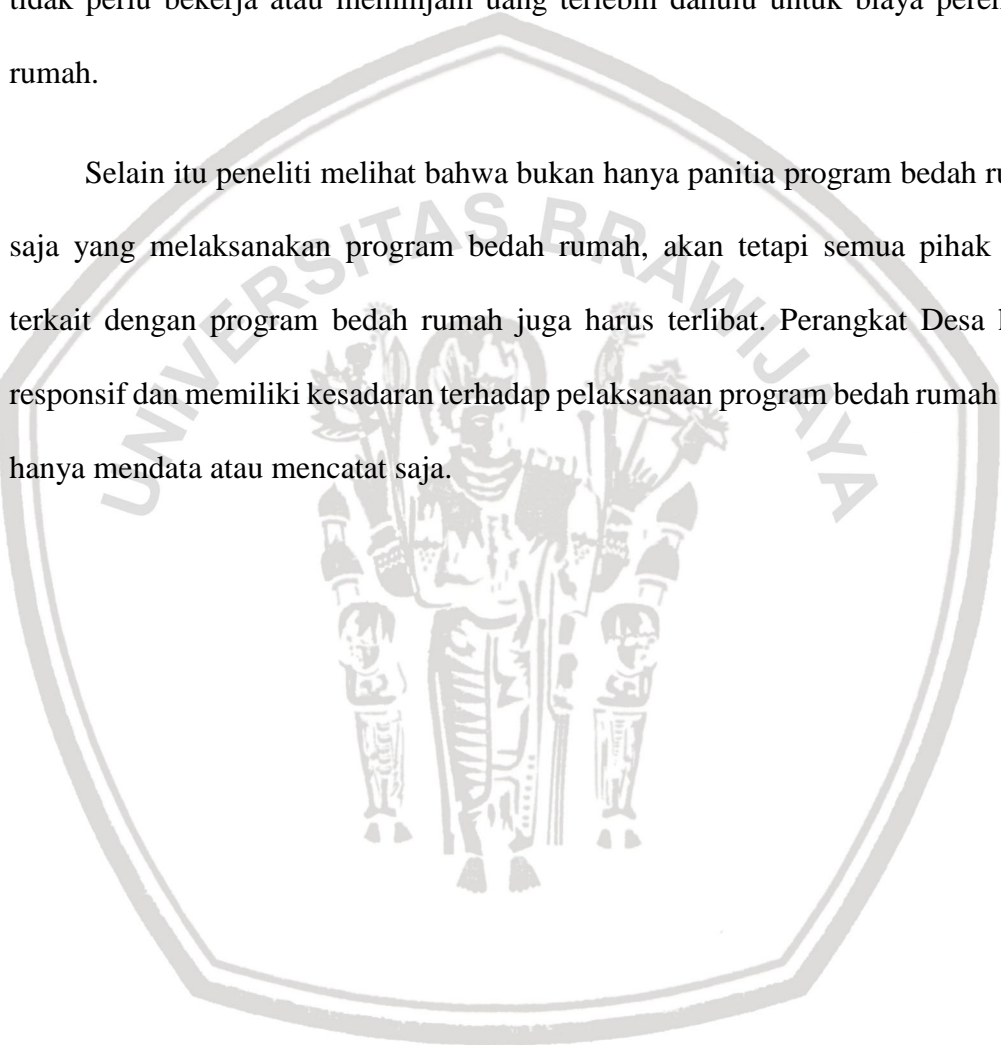 tidak perlu bekerja atau meminjam uang terlebih dahulu untuk biaya
rumah.
Selain itu peneliti melihat bahwa bukan hanya panitia program bedah
saja yang melaksanakan program bedah rumah, akan tetapi semua pihak
terkait dengan program bedah rumah juga harus terlibat. Perangkat Desa
responsif dan memiliki kesadaran terhadap pelaksanaan program bedah rumah
hanya mendata atau mencatat saja.
UNIVERSITAS BRAWIJAYA